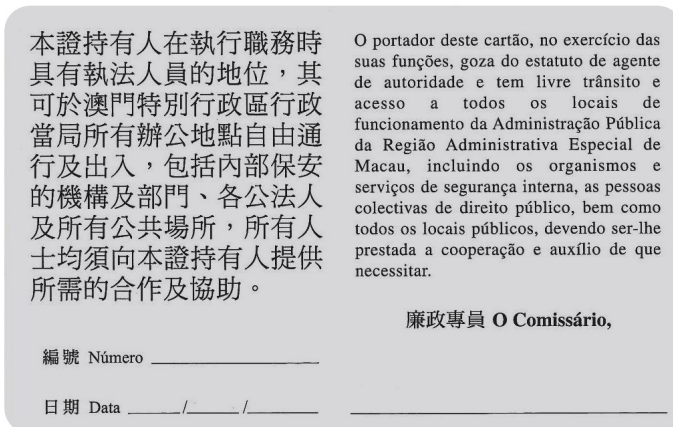 本證持有人在執行職務時
具有執法人員的地位，其
可於澳門特別行政區行政
當局所有辦公地點自由通
行及出入，包括內部保安
的機構及部門、各公法人
及所有公共場所，所有人
士均須向本證持有人提供
所需的合作及協助。
編號 Número
日期 Data / /
O portador deste cartão, no exercício das
suas funções, goza do estatuto de agente
de autoridade e tem livre trânsito e
acesso a todos os locais de
funcionamento da Administração Pública
da Região Administrativa Especial de
Macau, incluindo os organismos e
serviços de segurança interna, as pessoas
colectivas de direito público, bem como
todos os locais públicos, devendo ser-lhe
prestada a cooperação e auxílio de que
necessitar.
廉政專員 O Comissário,